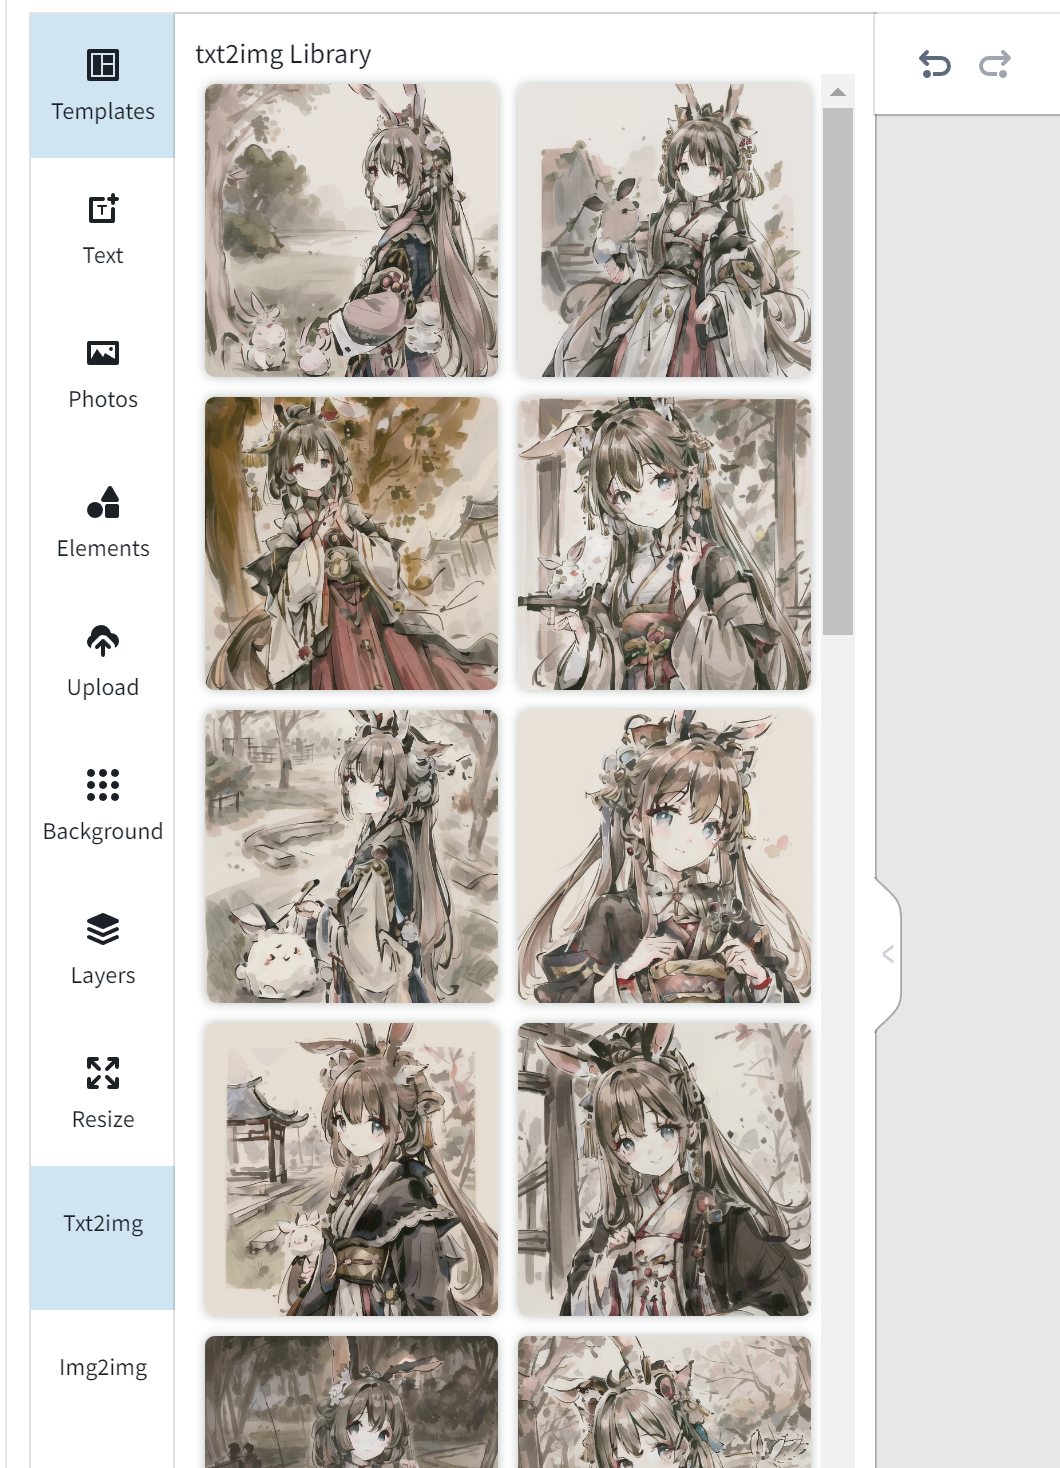 txt2img Library
Templates
Text
Photos
Elements
Upload
Background
Layers
Resize
Txt2img
Img2img